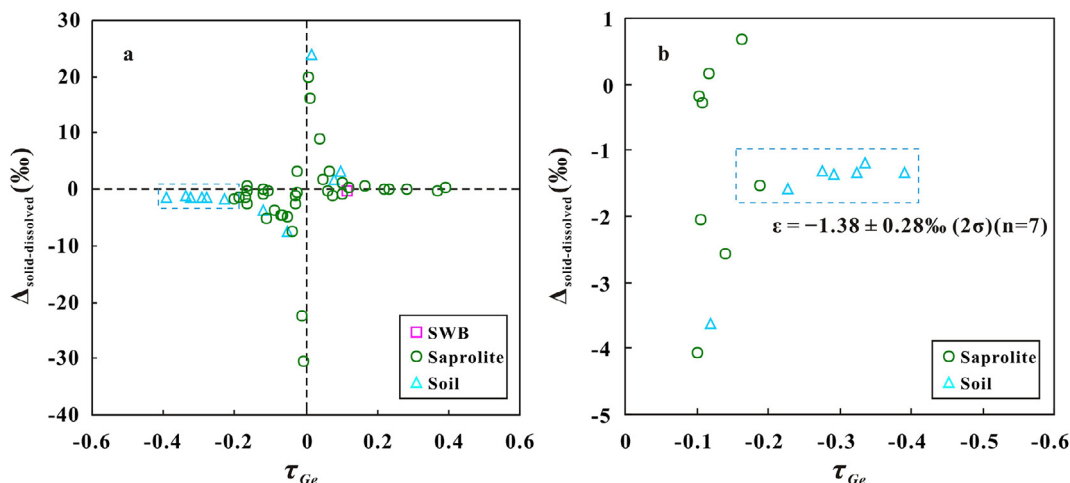 a
30
20
10
0
-10
-20
-30
-40
Δsolid-dissolved (‰)
-0.6
-0.4
-0.2
0
0.2
0.4
0.6
τGe
SWB
Saprolite
Soil
b
1
0
-1
-2
-3
-4
-5
Δsolid-dissolved (‰)
ε = −1.38 ± 0.28‰ (2σ)(n=7)
Saprolite
Soil
0
-0.1
-0.2
-0.3
-0.4
-0.5
-0.6
τGe